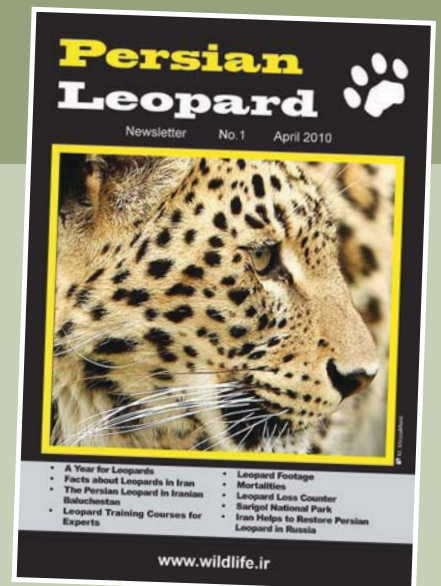 Persian
Leopard
Newsletter No.1 April 2010
• A Year for Leopards
• Facts about Leopards in Iran
• The Persian Leopard in Iranian
Baluchestan
• Leopard Training Courses for
Experts
• Leopard Footage
• Mortalities
• Leopard Loss Counter
• Sarigol National Park
• Iran Helps to Restore Persian
Leopard in Russia
www.wildlife.ir